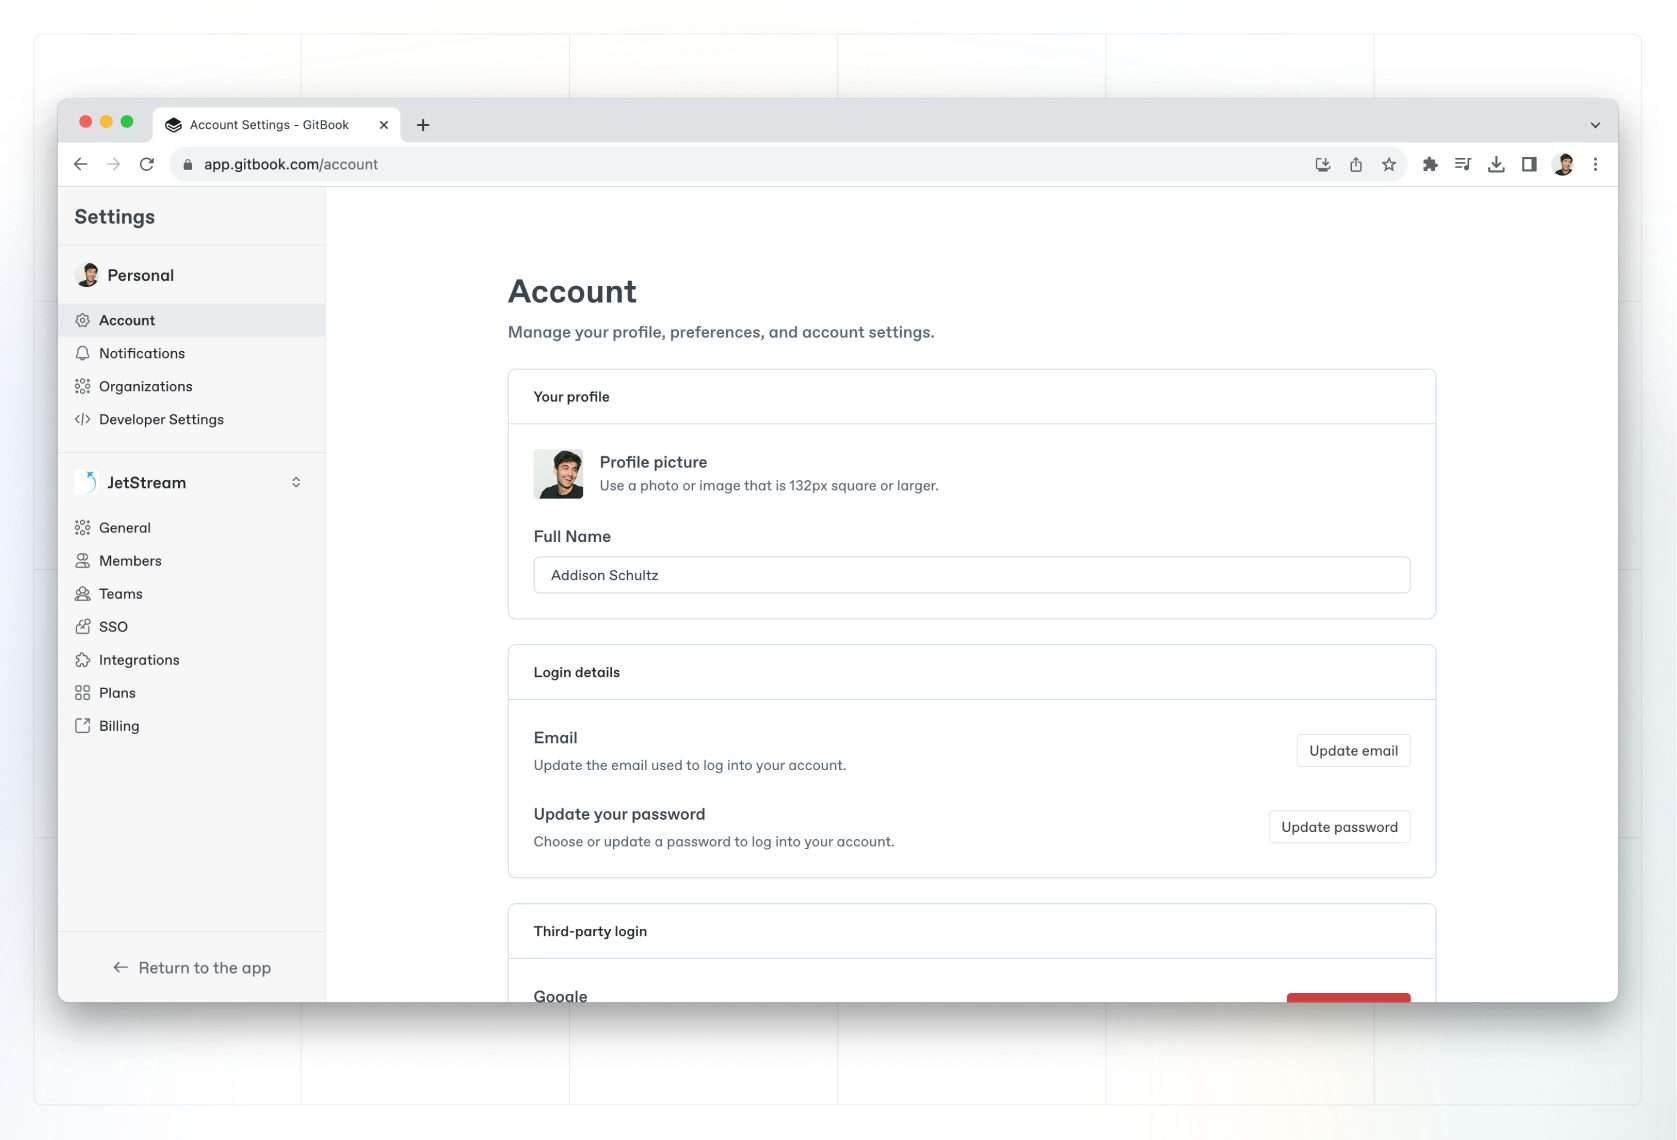 Account Settings - GitBook
app.gitbook.com/account
Settings
Personal
Account
Notifications
Organizations
Developer Settings
JetStream
General
Members
Teams
SSO
Integrations
Plans
Billing
Return to the app
Account
Manage your profile, preferences, and account settings.
Your profile
Profile picture
Use a photo or image that is 132px square or larger.
Full Name
Addison Schultz
Login details
Email
Update the email used to log into your account.
Update email
Update your password
Choose or update a password to log into your account.
Update password
Third-party login
Google